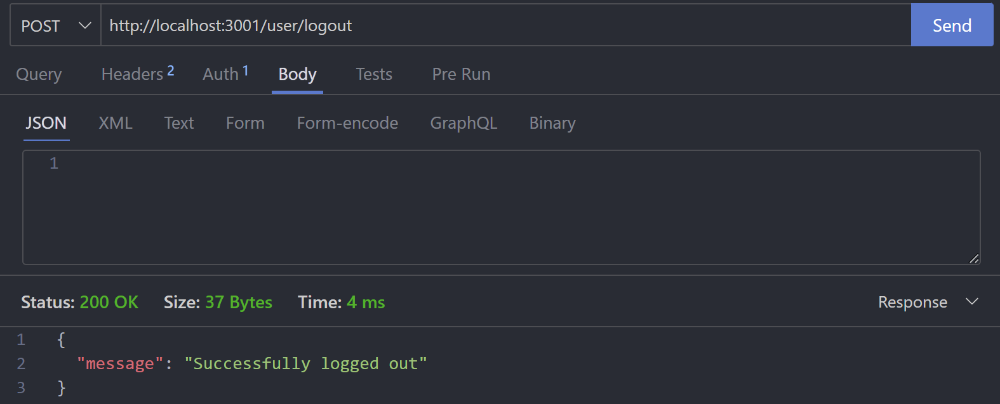 POST http://localhost:3001/user/logout Send
Query Headers 2 Auth 1 Body Tests Pre Run
JSON XML Text Form Form-encode GraphQL Binary
1
Status: 200 OK Size: 37 Bytes Time: 4 ms Response
1 {
2 "message": "Successfully logged out"
3 }